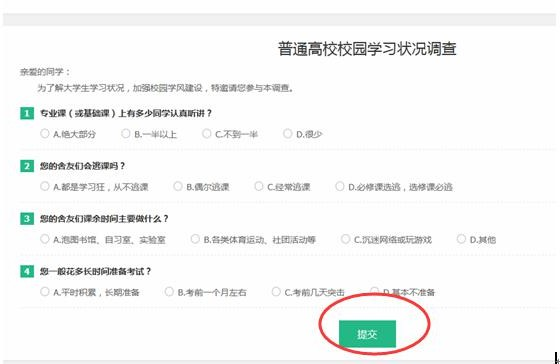 普通高校校园学习状况调查
亲爱的同学：
为了解大学生学习状况，加强校园学风建设，特邀请您参与本调查。
1 专业课（或基础课）上有多少同学认真听讲？
A.绝大部分 B.一半以上 C.不到一半 D.很少
2 您的舍友们会逃课吗？
A.都是学习狂，从不逃课 B.偶尔逃课 C.经常逃课 D.必修课选逃，选修课必逃
3 您的舍友们课余时间主要做什么？
A.泡图书馆、自习室、实验室 B.各类体育运动、社团活动等 C.沉迷网络或玩游戏 D.其他
4 您一般花多长时间准备考试？
A.平时积累，长期准备 B.考前一个月左右 C.考前几天突击 D.基本不准备
提交